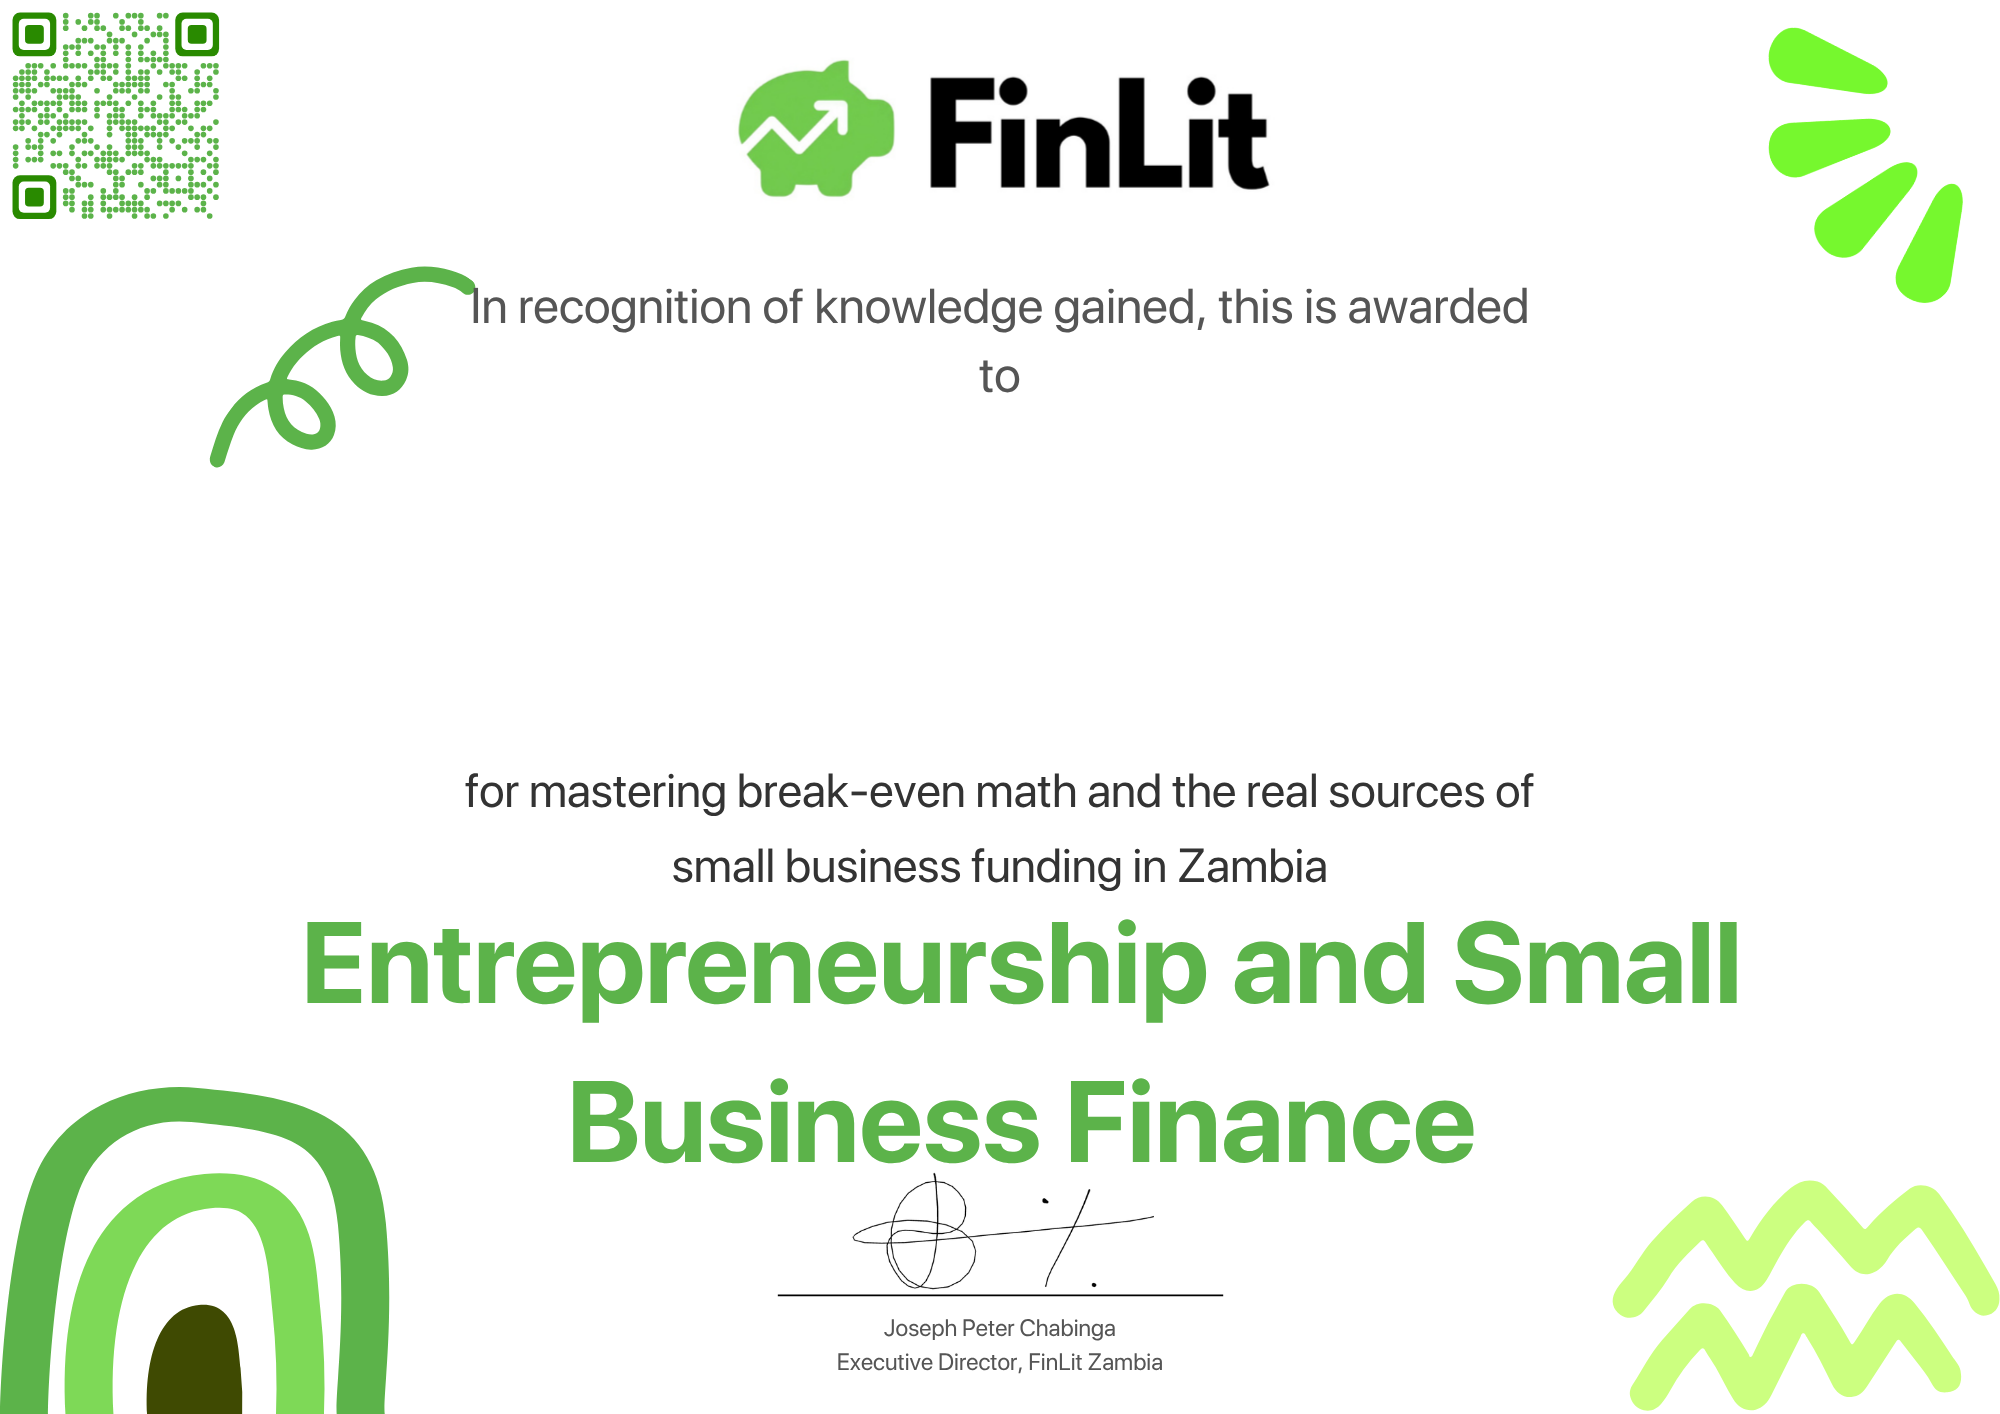 FinLit
In recognition of knowledge gained, this is awarded
to
for mastering break-even math and the real sources of
small business funding in Zambia
Entrepreneurship and Small
Business Finance
Joseph Peter Chabinga
Executive Director, FinLit Zambia